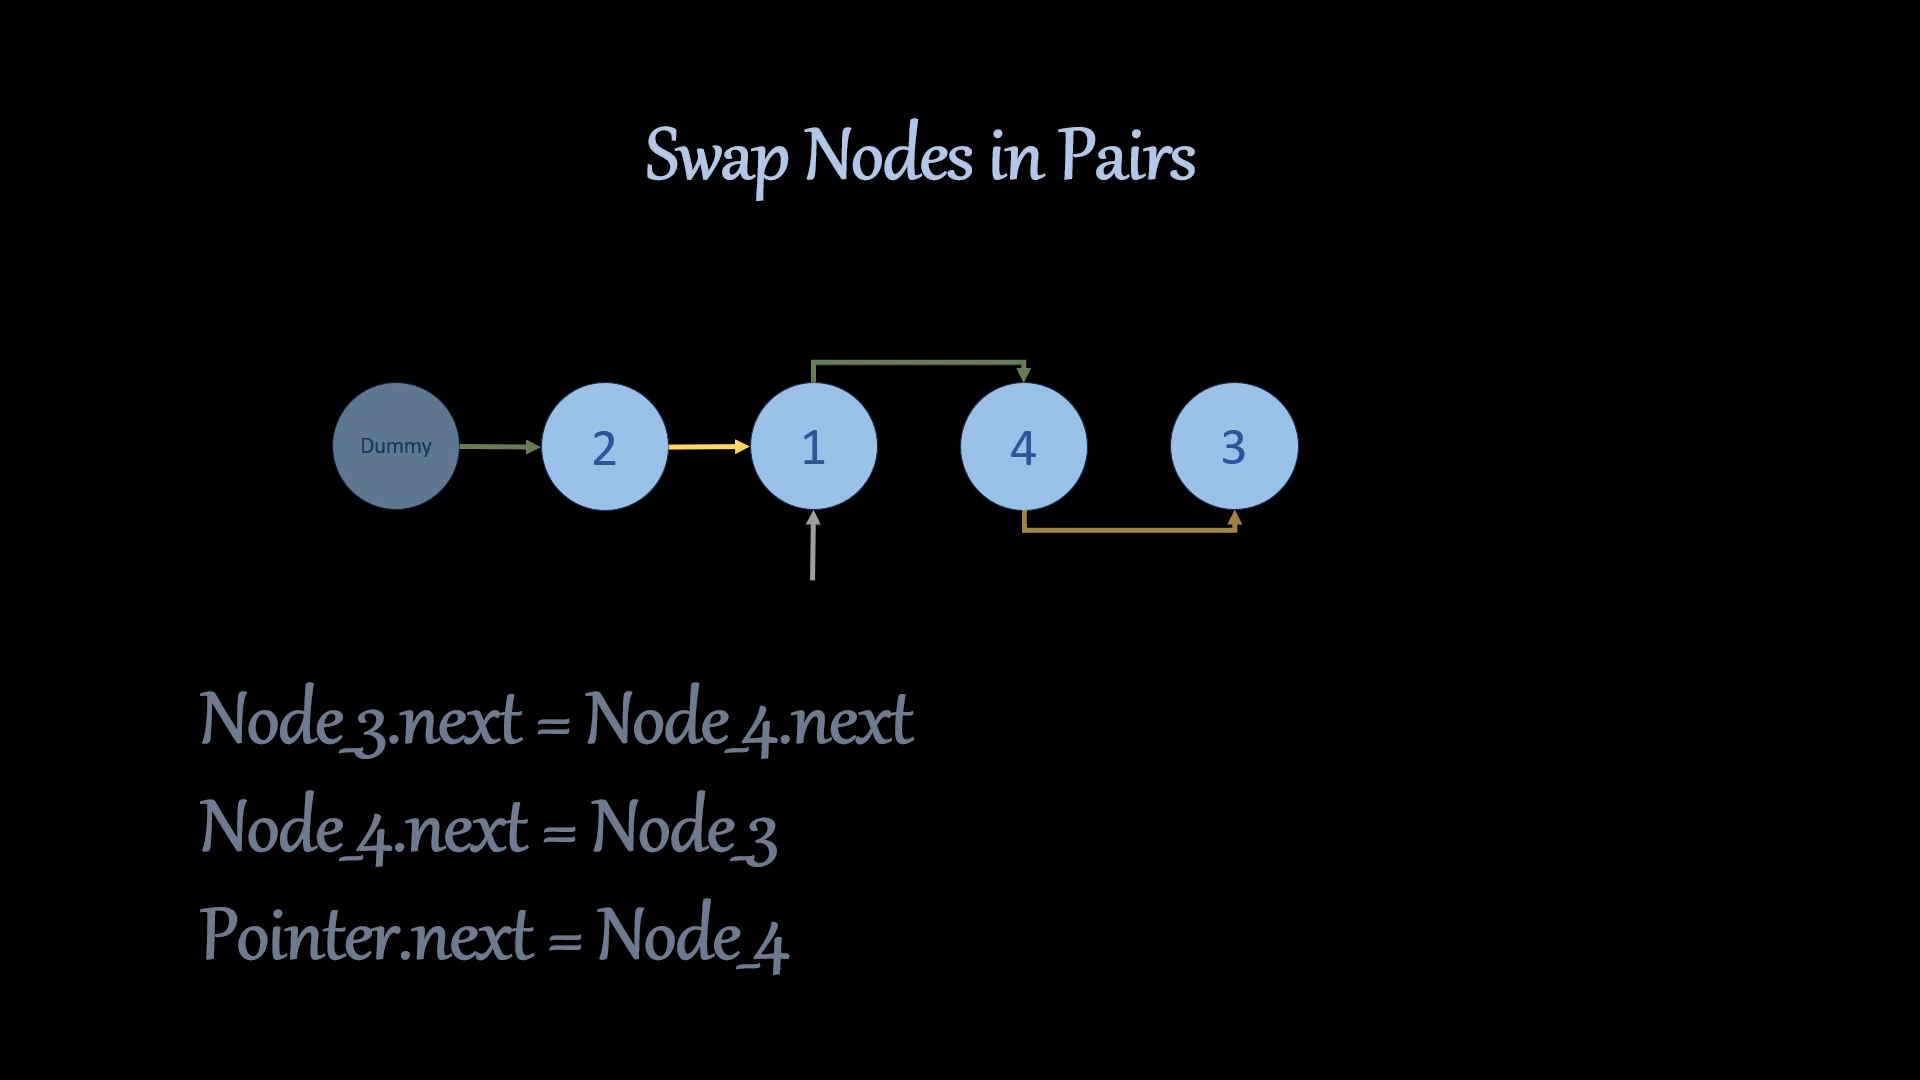 Swap Nodes in Pairs
Dummy 2 1 4 3
Node_3.next = Node_4.next
Node_4.next = Node_3
Pointer.next = Node_4